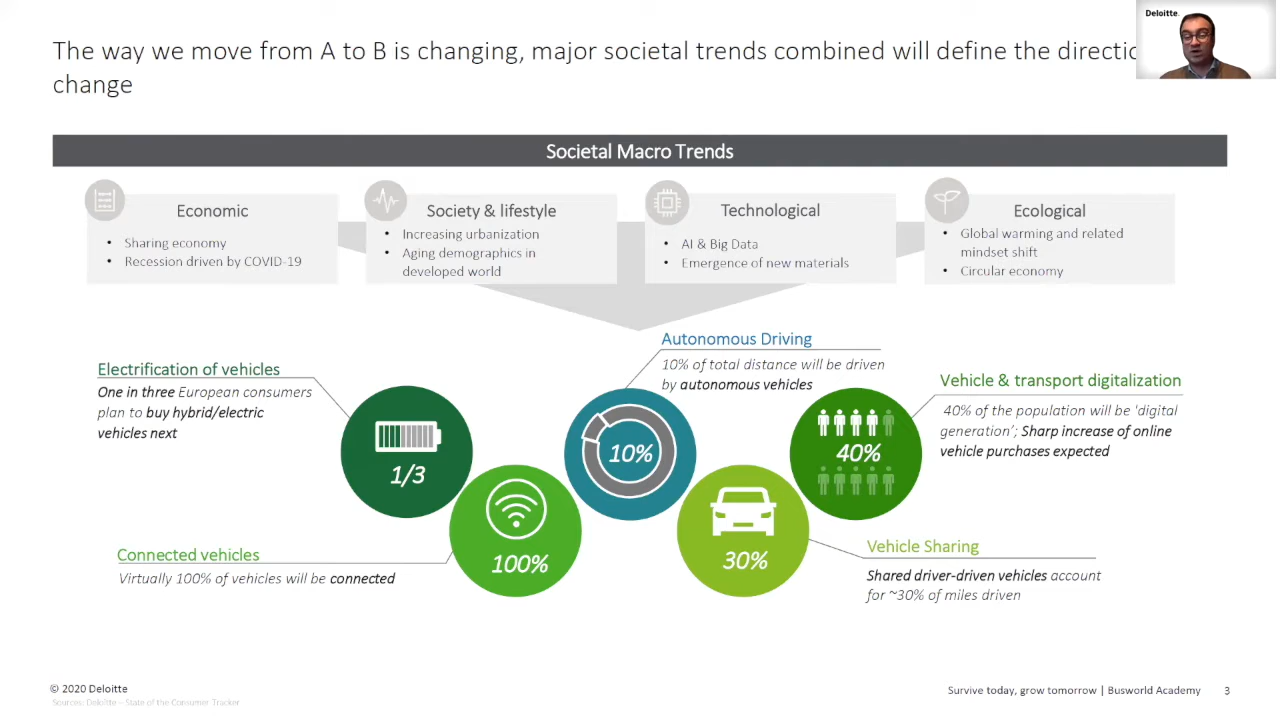 Deloitte.
The way we move from A to B is changing, major societal trends combined will define the
change
Societal Macro Trends
Economic
• Sharing economy
• Recession driven by COVID-19
Society & lifestyle
• Increasing urbanization
• Aging demographics in
developed world
Technological
• AI & Big Data
• Emergence of new materials
Ecological
• Global warming and related
mindset shift
• Circular economy
Electrification of vehicles
One in three European consumers
plan to buy hybrid/electric
vehicles next
1/3
Connected vehicles
Virtually 100% of vehicles will be connected
100%
Autonomous Driving
10% of total distance will be driven
by autonomous vehicles
10%
Vehicle Sharing
Shared driver-driven vehicles account
for ~30% of miles driven
30%
Vehicle & transport digitalization
40% of the population will be 'digital
generation’; Sharp increase of online
vehicle purchases expected
40%
© 2020 Deloitte
Sources: Deloitte – State of the Consumer Tracker
Survive today, grow tomorrow | Busworld Academy 3